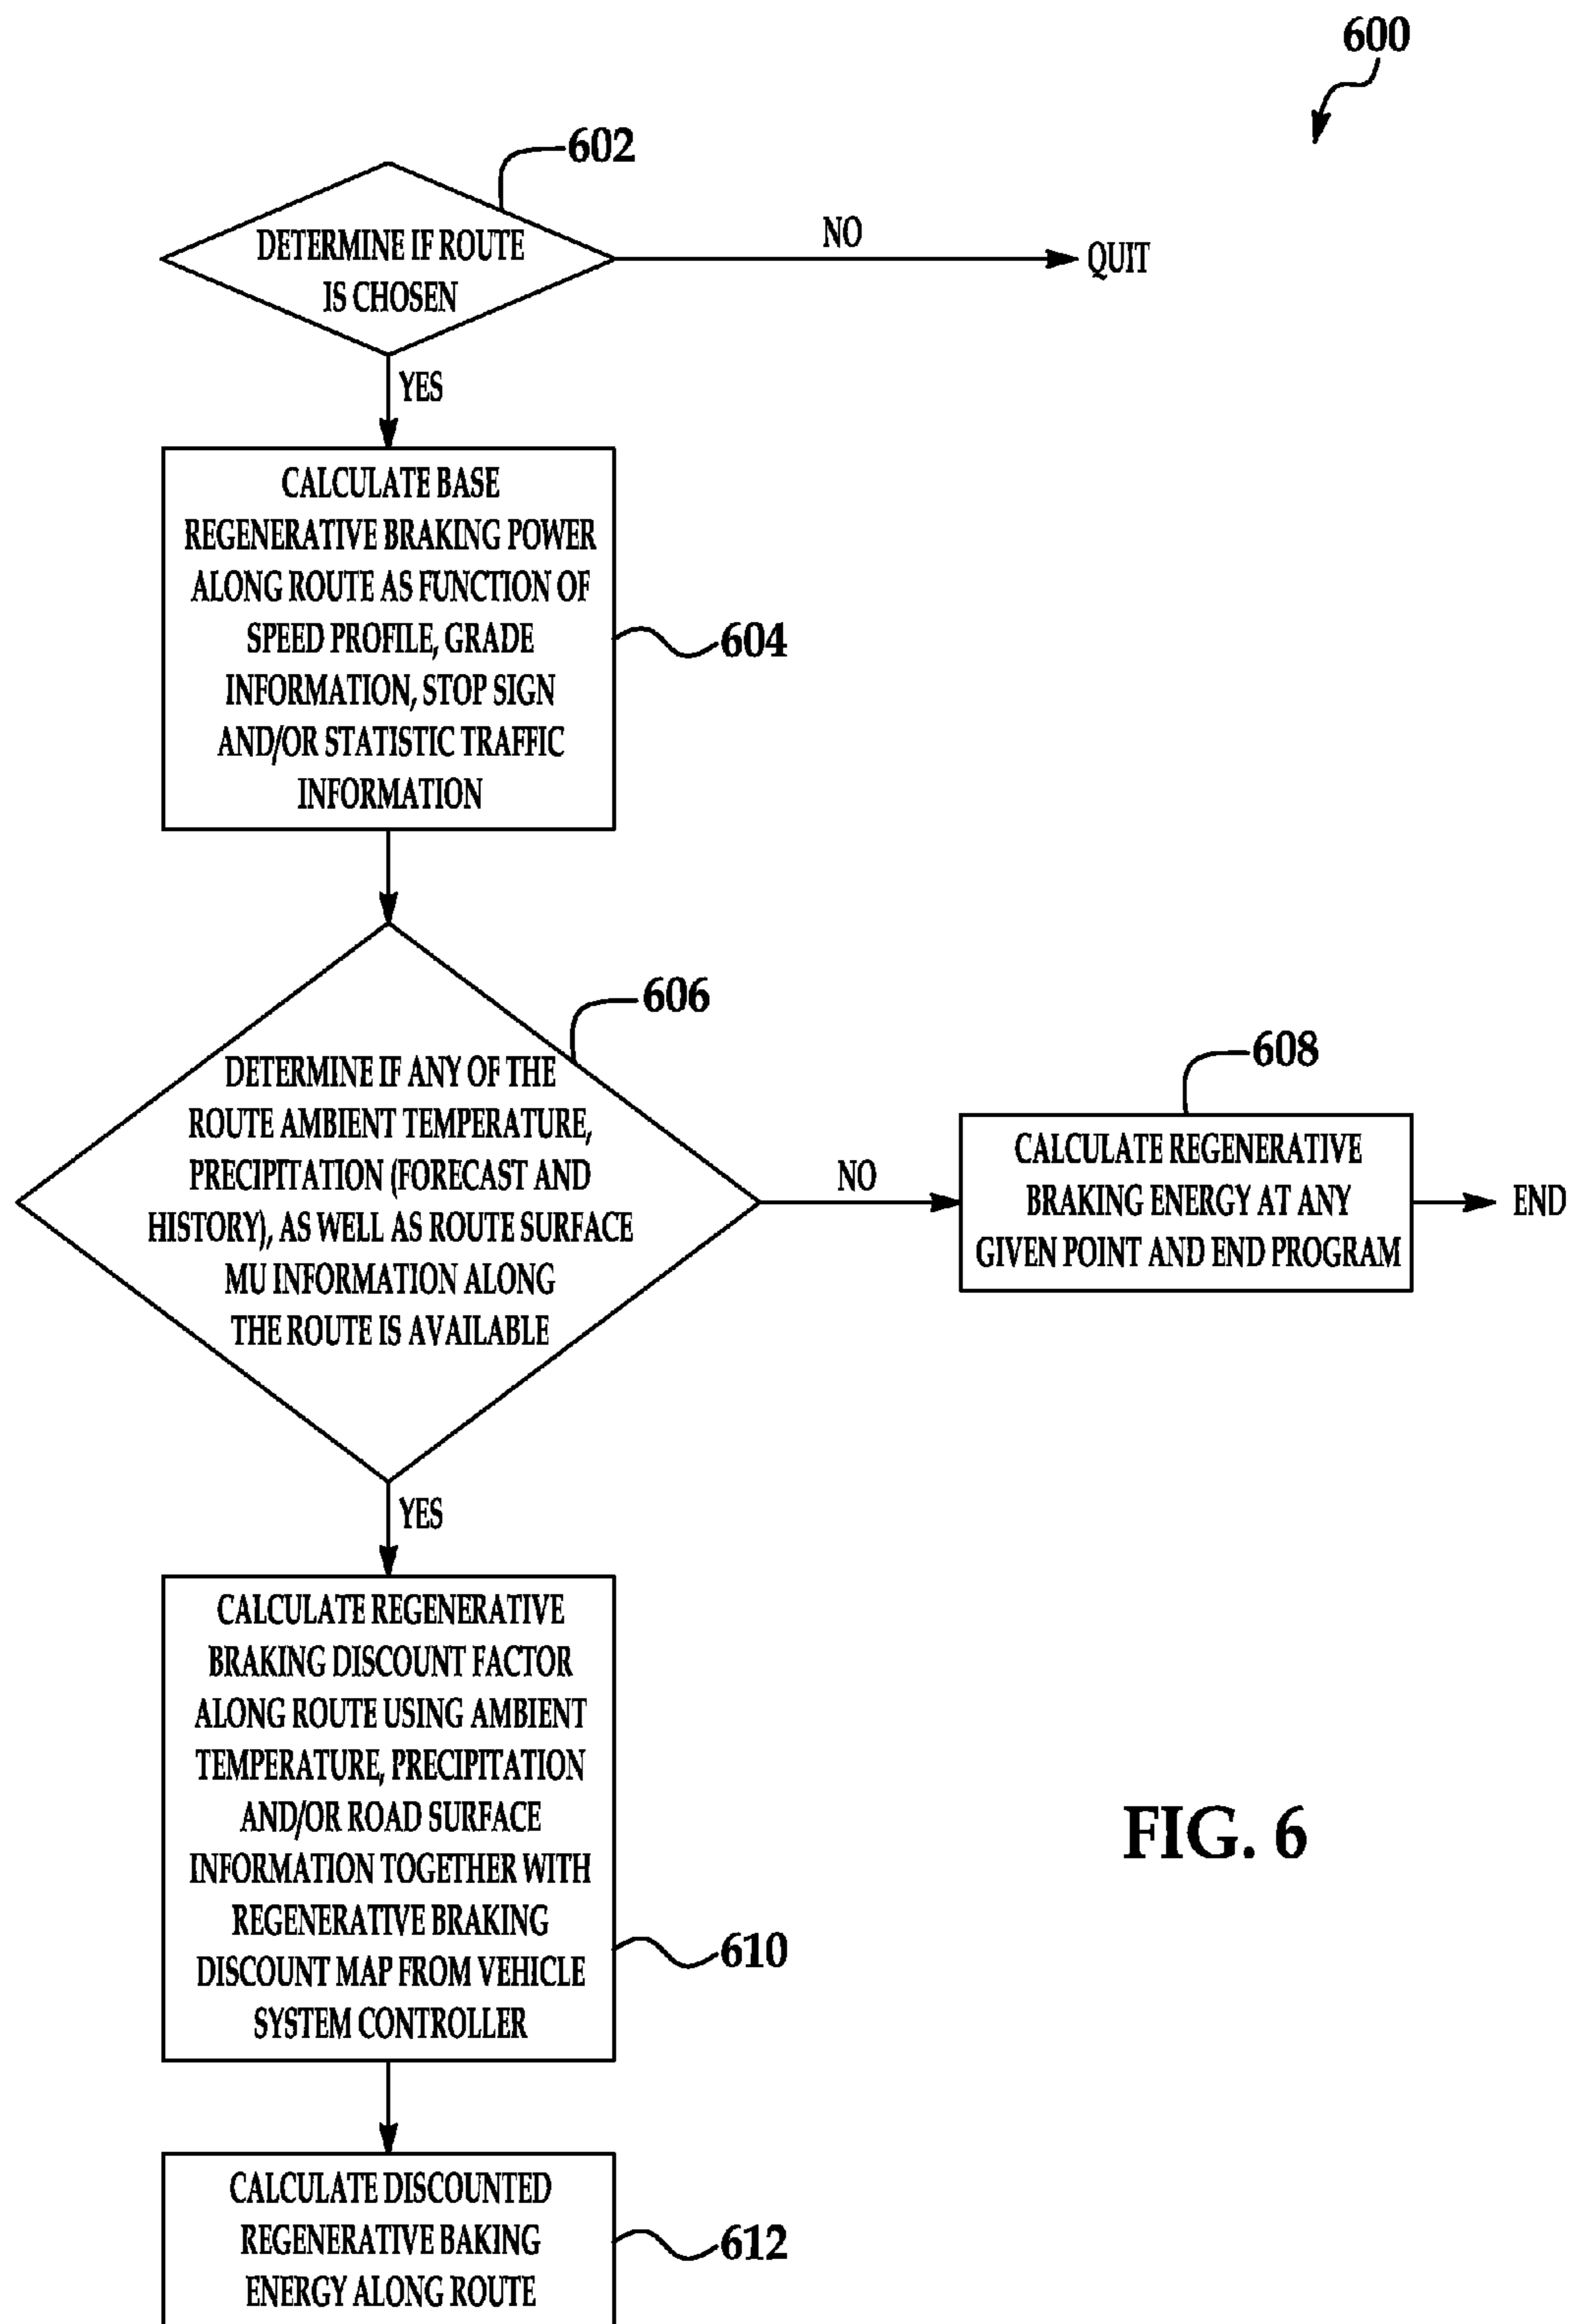 600
602
DETERMINE IF ROUTE
IS CHOSEN
NO
QUIT
YES
CALCULATE BASE
REGENERATIVE BRAKING POWER
ALONG ROUTE AS FUNCTION OF
SPEED PROFILE, GRADE
INFORMATION, STOP SIGN
AND/OR STATISTIC TRAFFIC
INFORMATION
604
606
DETERMINE IF ANY OF THE
ROUTE AMBIENT TEMPERATURE,
PRECIPITATION (FORECAST AND
HISTORY), AS WELL AS ROUTE SURFACE
MU INFORMATION ALONG
THE ROUTE IS AVAILABLE
NO
608
CALCULATE REGENERATIVE
BRAKING ENERGY AT ANY
GIVEN POINT AND END PROGRAM
END
YES
CALCULATE REGENERATIVE
BRAKING DISCOUNT FACTOR
ALONG ROUTE USING AMBIENT
TEMPERATURE, PRECIPITATION
AND/OR ROAD SURFACE
INFORMATION TOGETHER WITH
REGENERATIVE BRAKING
DISCOUNT MAP FROM VEHICLE
SYSTEM CONTROLLER
610
FIG. 6
CALCULATE DISCOUNTED
REGENERATIVE BAKING
ENERGY ALONG ROUTE
612